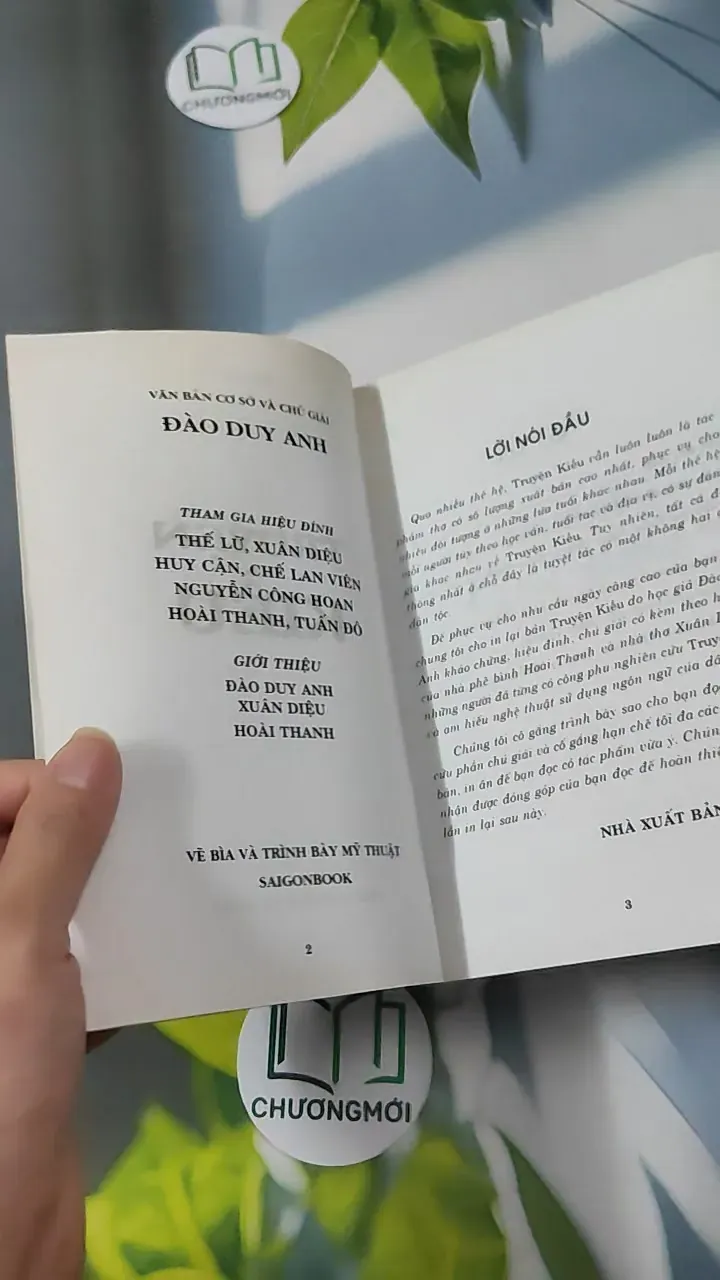 CHƯƠNGMỚI
VĂN BẢN CƠ SỞ VÀ CHÚ GIẢI
ĐÀO DUY ANH
THAM GIA HIỆU ĐÍNH
THẾ LỮ, XUÂN DIỆU
HUY CẬN, CHẾ LAN VIÊN
NGUYỄN CÔNG HOAN
HOÀI THANH, TUẤN ĐÔ
GIỚI THIỆU
ĐÀO DUY ANH
XUÂN DIỆU
HOÀI THANH
VẼ BÌA VÀ TRÌNH BÀY MỸ THUẬT
SAIGONBOOK
2
LỜI NÓI ĐẦU
Qua nhiều thế hệ, Truyện Kiều vẫn luôn luôn là tác
phẩm thơ có số lượng xuất bản cao nhất, phục vụ cho
nhiều đối tượng ở những lứa tuổi khác nhau. Mỗi thế hệ
mỗi người tùy theo học vấn, tuổi tác và địa vị, có sự đán
giá khác nhau về Truyện Kiều. Tuy nhiên, tất cả đ
thống nhất ở chỗ đây là tuyệt tác có một không hai
dân tộc.
Để phục vụ cho nhu cầu ngày càng cao của bạn
chúng tôi cho in lại bản Truyện Kiều do học giả Đào
Anh khảo chứng, hiệu đính, chú giải có kèm theo
của nhà phê bình Hoài Thanh và nhà thơ Xuân
những người đã từng có công phu nghiên cứu Truy
và am hiểu nghệ thuật sử dụng ngôn ngữ của dâ
Chúng tôi cố gắng trình bày sao cho bạn đọ
cứu phần chú giải và cố gắng hạn chế tối đa các
bản, in ấn để bạn đọc có tác phẩm vừa ý. Chún
nhận được đóng góp của bạn đọc để hoàn thiệ
lần in lại sau này.
NHÀ XUẤT BẢN
3
CHƯƠNGMỚI